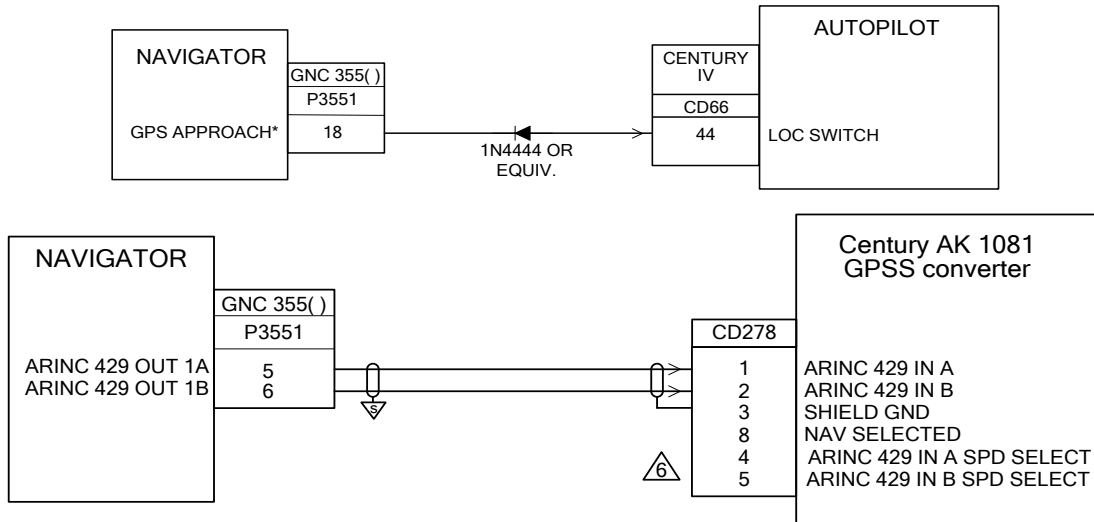 NAVIGATOR
GNC 355( )
P3551
GPS APPROACH*
18
1N4444 OR
EQUIV.
AUTOPILOT
CENTURY
IV
CD66
44
LOC SWITCH
NAVIGATOR
GNC 355( )
P3551
ARINC 429 OUT 1A
5
ARINC 429 OUT 1B
6
S
Century AK 1081
GPSS converter
CD278
1 ARINC 429 IN A
2 ARINC 429 IN B
3 SHIELD GND
8 NAV SELECTED
6
4 ARINC 429 IN A SPD SELECT
5 ARINC 429 IN B SPD SELECT